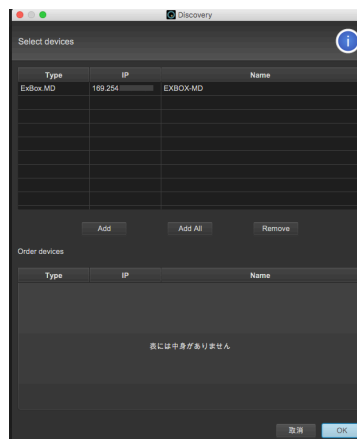 Discovery
Select devices
i
Type IP Name
ExBox.MD 169.254 EXBOX-MD
Add Add All Remove
Order devices
Type IP Name
表には中身がありません
取消 OK